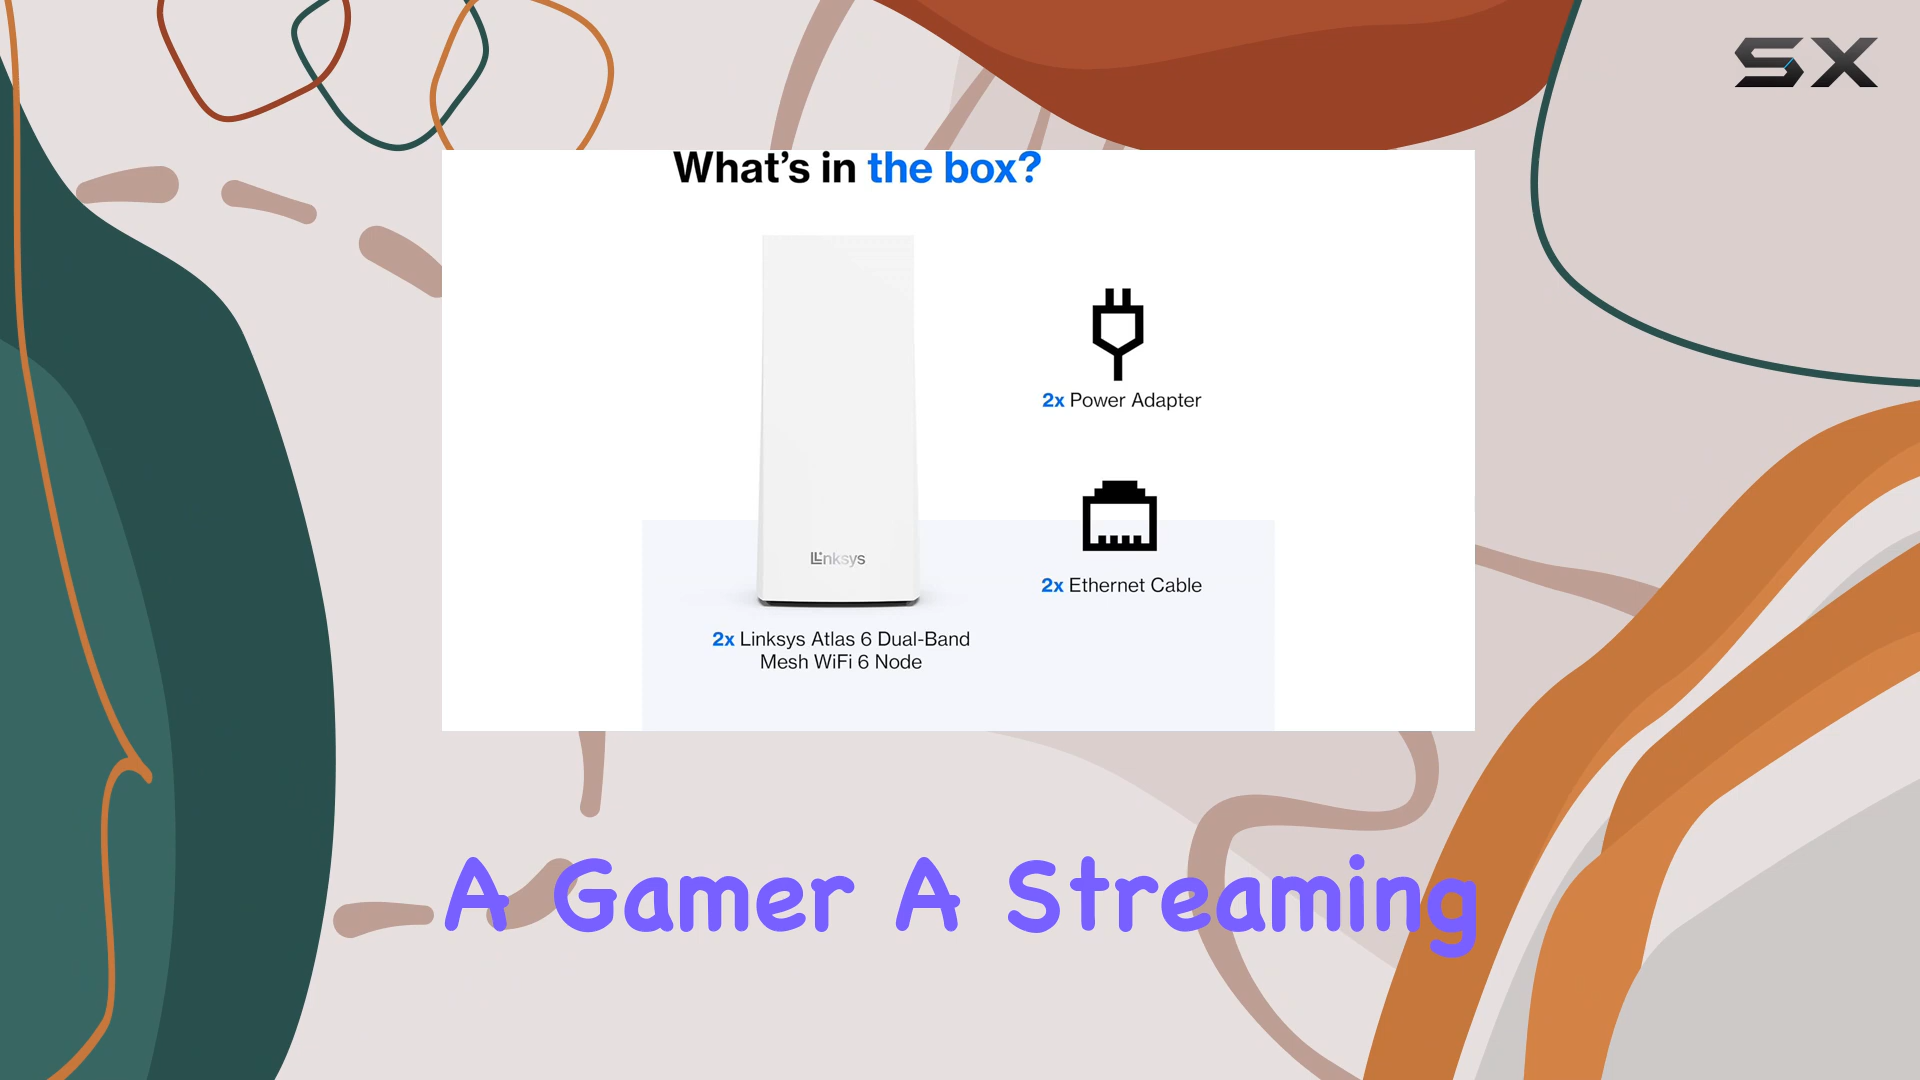 SX
What's in the box?
2x Power Adapter
Linksys
2x Ethernet Cable
2x Linksys Atlas 6 Dual-Band
Mesh WiFi 6 Node
A Gamer A Streaming